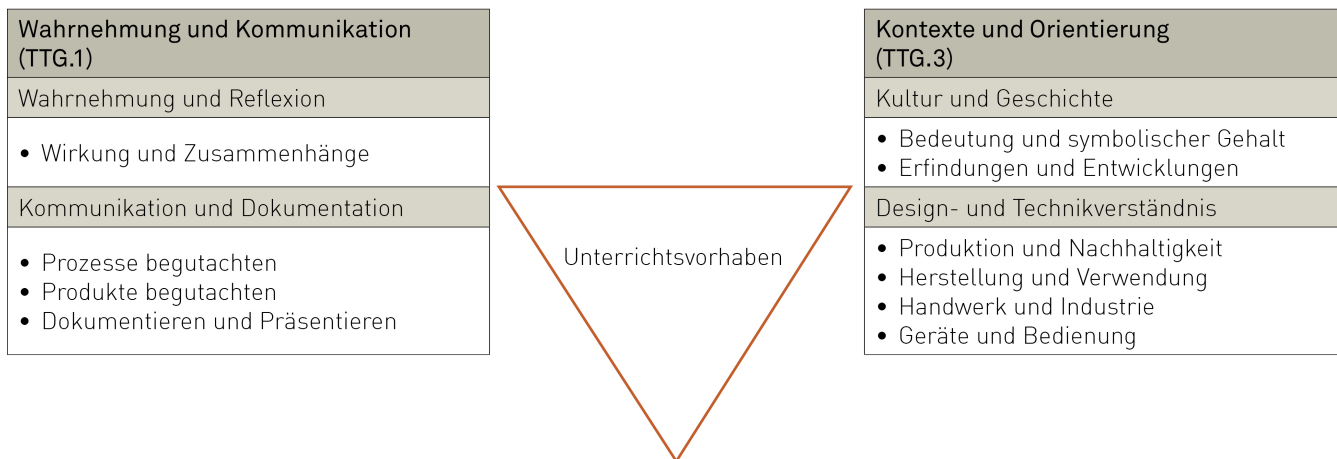 Wahrnehmung und Kommunikation
(TTG.1)
Wahrnehmung und Reflexion
• Wirkung und Zusammenhänge
Kommunikation und Dokumentation
• Prozesse begutachten
• Produkte begutachten
• Dokumentieren und Präsentieren
Unterrichtsvorhaben
Kontexte und Orientierung
(TTG.3)
Kultur und Geschichte
• Bedeutung und symbolischer Gehalt
• Erfindungen und Entwicklungen
Design- und Technikverständnis
• Produktion und Nachhaltigkeit
• Herstellung und Verwendung
• Handwerk und Industrie
• Geräte und Bedienung